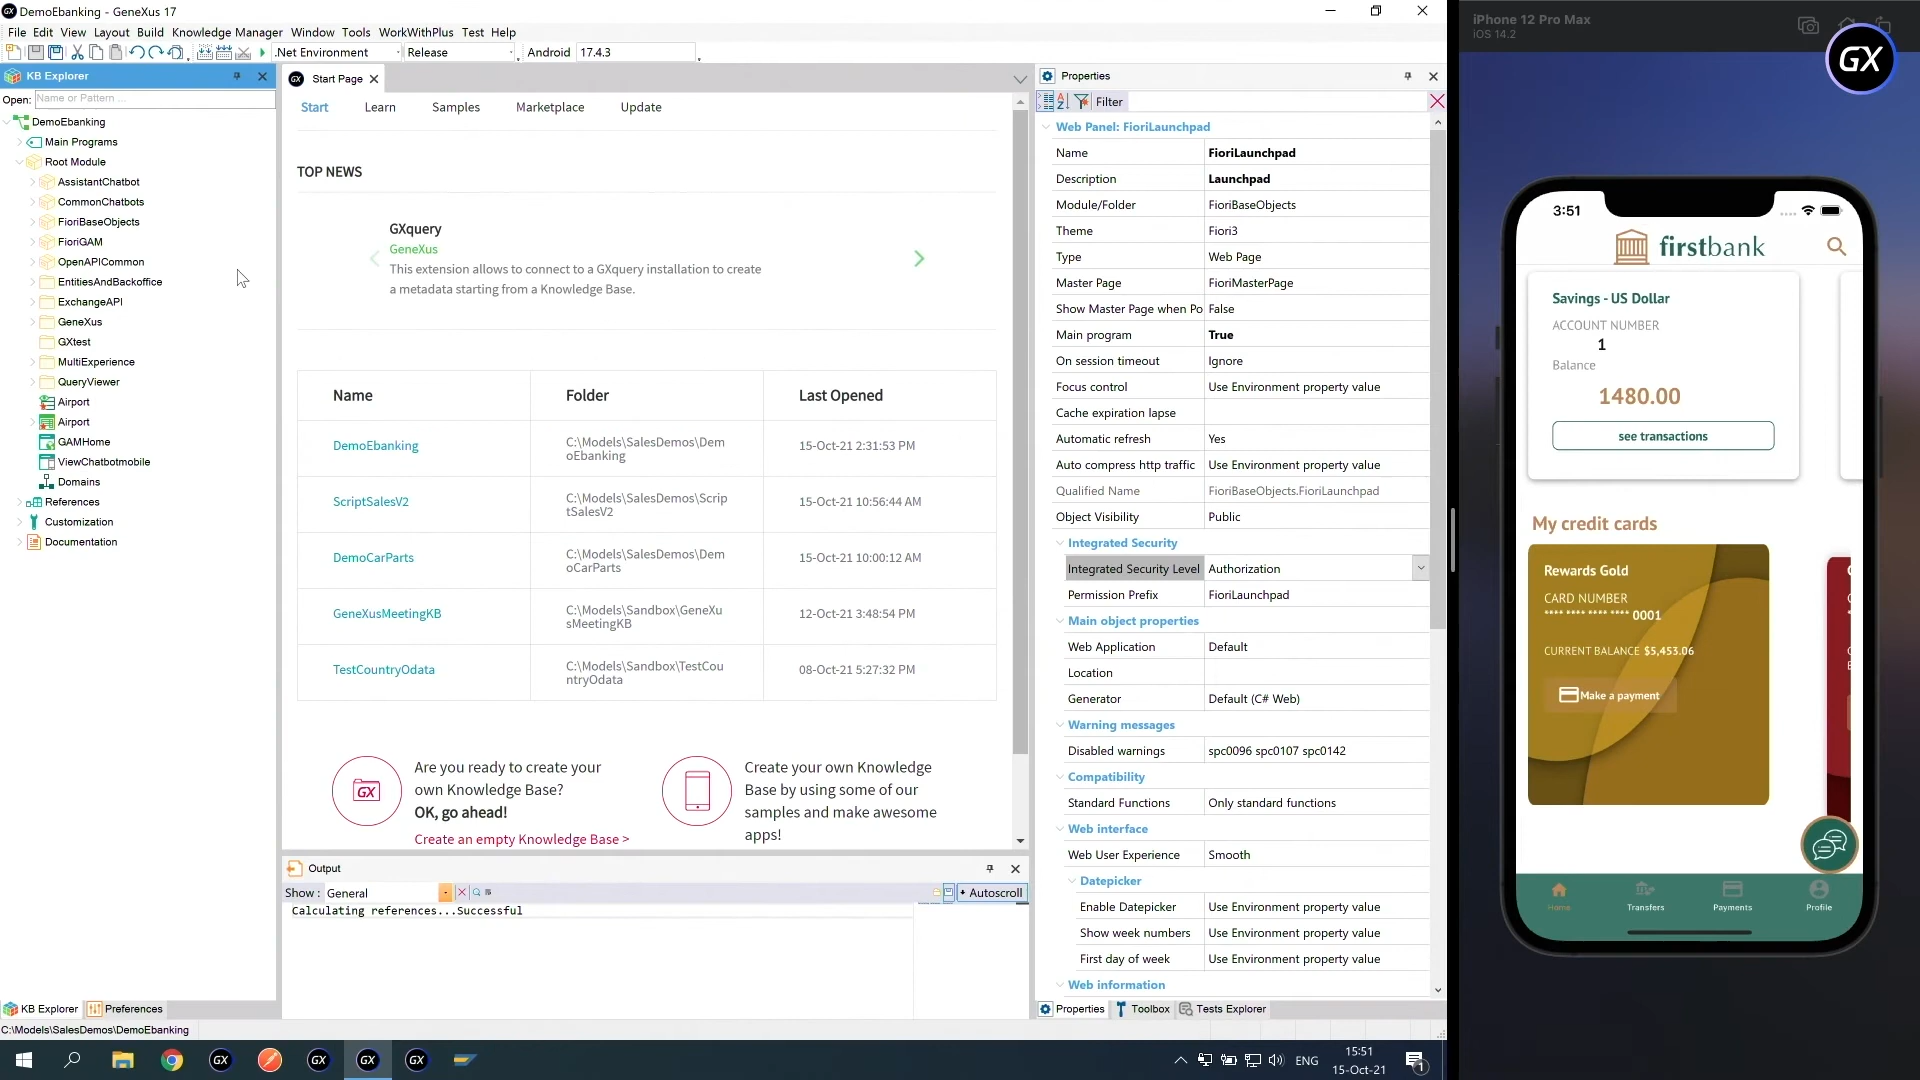 DemoEbanking - GeneXus 17
File Edit View Layout Build Knowledge Manager Window Tools WorkWithPlus Test Help
.Net Environment Release Android 17.4.3
KB Explorer
Open: Name or Pattern ...
DemoEbanking
Main Programs
Root Module
AssistantChatbot
CommonChatbots
FioriBaseObjects
FioriGAM
OpenAPICommon
EntitiesAndBackoffice
ExchangeAPI
GeneXus
GXtest
MultiExperience
QueryViewer
Airport
Airport
GAMHome
ViewChatbotmobile
Domains
References
Customization
Documentation
KB Explorer Preferences
C:\Models\SalesDemos\DemoEbanking
Start Page
Start Learn Samples Marketplace Update
TOP NEWS
GXquery
GeneXus
This extension allows to connect to a GXquery installation to create
a metadata starting from a Knowledge Base.
Name Folder Last Opened
DemoEbanking C:\Models\SalesDemos\Dem
oEbanking 15-Oct-21 2:31:53 PM
ScriptSalesV2 C:\Models\SalesDemos\Scrip
tSalesV2 15-Oct-21 10:56:44 AM
DemoCarParts C:\Models\SalesDemos\Dem
oCarParts 15-Oct-21 10:00:12 AM
GeneXusMeetingKB C:\Models\Sandbox\GeneXu
sMeetingKB 12-Oct-21 3:48:54 PM
TestCountryOdata C:\Models\Sandbox\TestCou
ntryOdata 08-Oct-21 5:27:32 PM
GX
Are you ready to create your
own Knowledge Base?
OK, go ahead!
Create an empty Knowledge Base >
Create your own Knowledge
Base by using some of our
samples and make awesome
apps!
Output
Show : General Autoscroll
Calculating references...Successful
Properties
Filter
Web Panel: FioriLaunchpad
Name FioriLaunchpad
Description Launchpad
Module/Folder FioriBaseObjects
Theme Fiori3
Type Web Page
Master Page FioriMasterPage
Show Master Page when Po False
Main program True
On session timeout Ignore
Focus control Use Environment property value
Cache expiration lapse
Automatic refresh Yes
Auto compress http traffic Use Environment property value
Qualified Name FioriBaseObjects.FioriLaunchpad
Object Visibility Public
Integrated Security
Integrated Security Level Authorization
Permission Prefix FioriLaunchpad
Main object properties
Web Application Default
Location
Generator Default (C# Web)
Warning messages
Disabled warnings spc0096 spc0107 spc0142
Compatibility
Standard Functions Only standard functions
Web interface
Web User Experience Smooth
Datepicker
Enable Datepicker Use Environment property value
Show week numbers Use Environment property value
First day of week Use Environment property value
Web information
Properties Toolbox Tests Explorer
GX GX GX GX ENG
15:51
15-Oct-21
1
iPhone 12 Pro Max
iOS 14.2
GX
3:51
firstbank
Savings - US Dollar
ACCOUNT NUMBER
1
Balance
1480.00
see transactions
My credit cards
Rewards Gold
CARD NUMBER
**** **** **** **** 0001
CURRENT BALANCE $5,453.06
Make a payment
Home Transfers Payments Profile